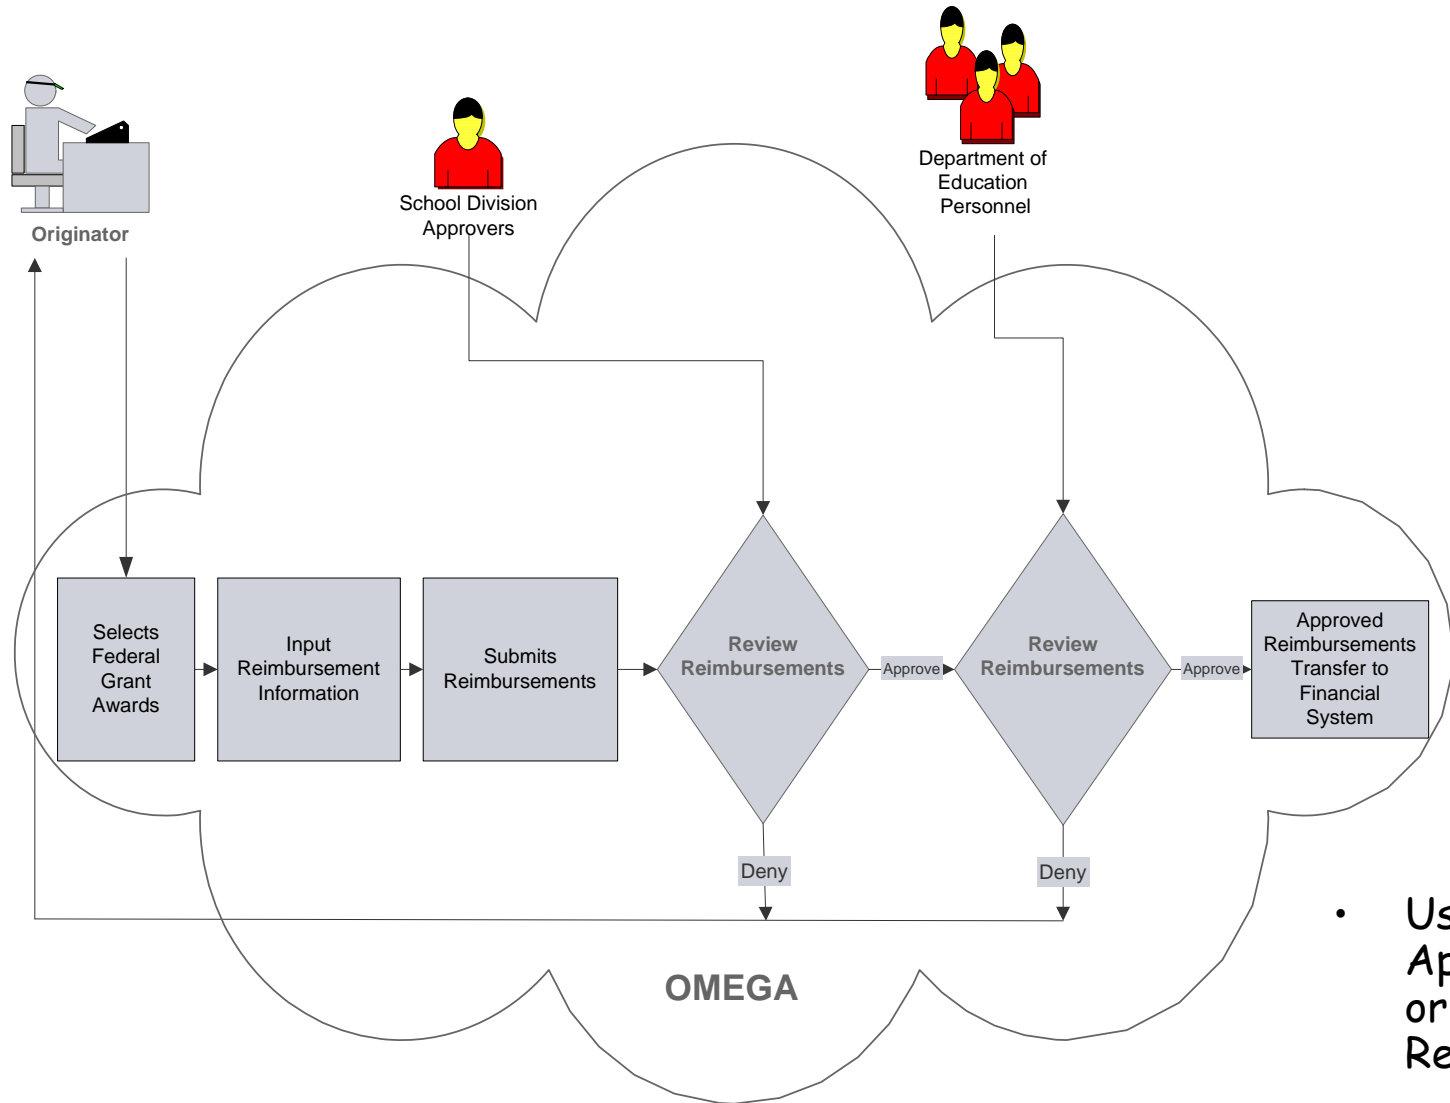 Originator
School Division
Approvers
Department of
Education
Personnel
Selects
Federal
Grant
Awards
Input
Reimbursement
Information
Submits
Reimbursements
Review
Reimbursements
Approve
Review
Reimbursements
Approve
Approved
Reimbursements
Transfer to
Financial
System
Deny
Deny
OMEGA
•
or